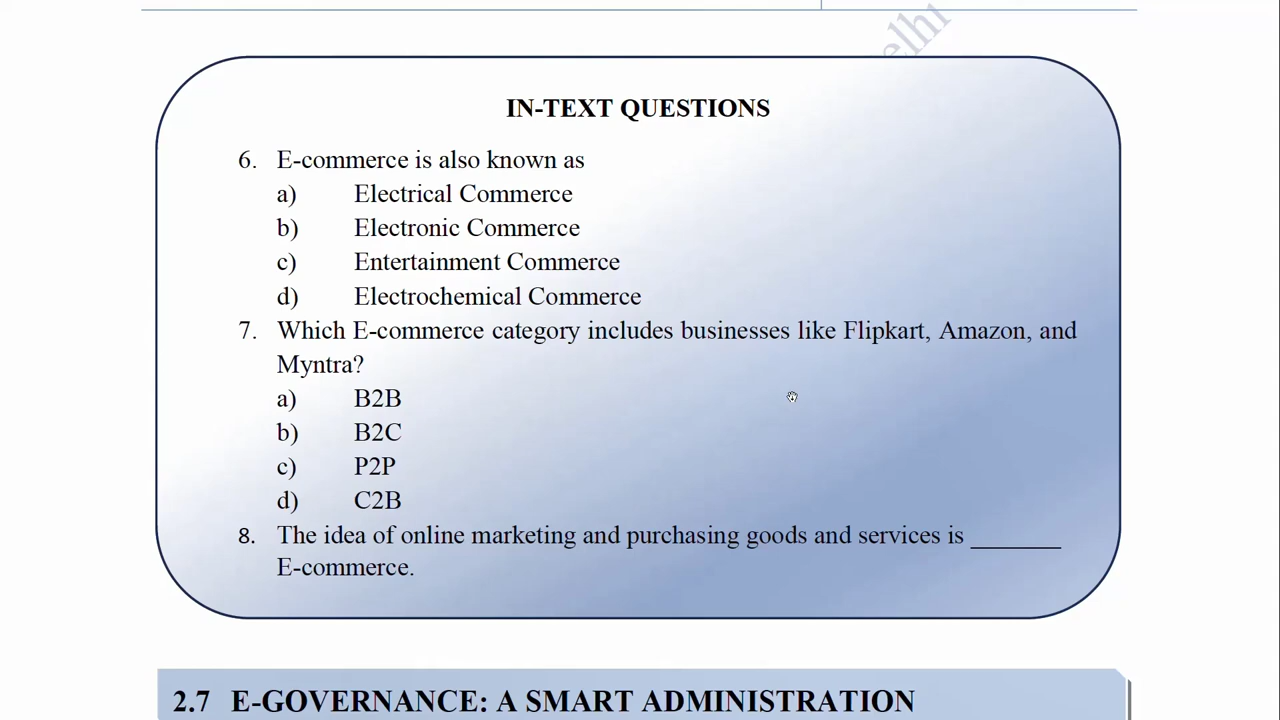 elhi
IN-TEXT QUESTIONS
6. E-commerce is also known as
a) Electrical Commerce
b) Electronic Commerce
c) Entertainment Commerce
d) Electrochemical Commerce
7. Which E-commerce category includes businesses like Flipkart, Amazon, and
Myntra?
a) B2B
b) B2C
c) P2P
d) C2B
8. The idea of online marketing and purchasing goods and services is _______
E-commerce.
2.7 E-GOVERNANCE: A SMART ADMINISTRATION